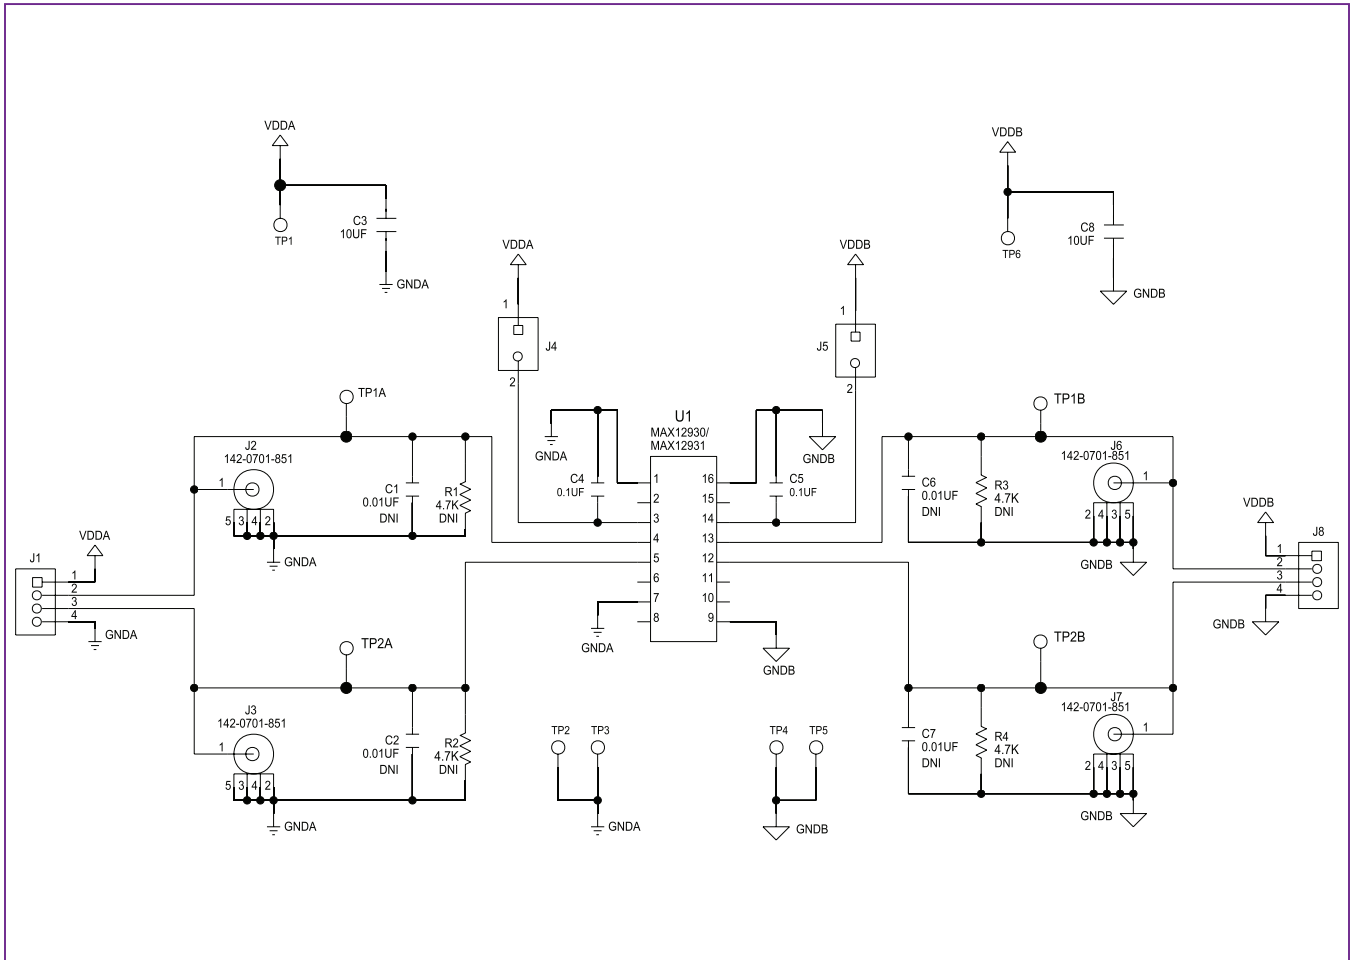 VDDA
TP1
C3
10UF
GNDA
VDDB
TP6
C8
10UF
GNDB
VDDA
1
J4
2
VDDB
1
J5
2
TP1A
J2
142-0701-851
1
5 3 4 2
GNDA
C1
0.01UF
DNI
R1
4.7K
DNI
GNDA
C4
0.1UF
U1
MAX12930/
MAX12931
1 16
2 15
3 14
4 13
5 12
6 11
7 10
8 9
GNDA
GNDB
GNDB
C5
0.1UF
C6
0.01UF
DNI
R3
4.7K
DNI
TP1B
J6
142-0701-851
1
2 4 3 5
GNDB
J1
VDDA
1
2
3
4
GNDA
VDDB
J8
1
2
3
4
GNDB
TP2A
J3
142-0701-851
1
5 3 4 2
GNDA
C2
0.01UF
DNI
R2
4.7K
DNI
TP2 TP3
GNDA
TP4 TP5
GNDB
C7
0.01UF
DNI
R4
4.7K
DNI
TP2B
J7
142-0701-851
1
2 4 3 5
GNDB